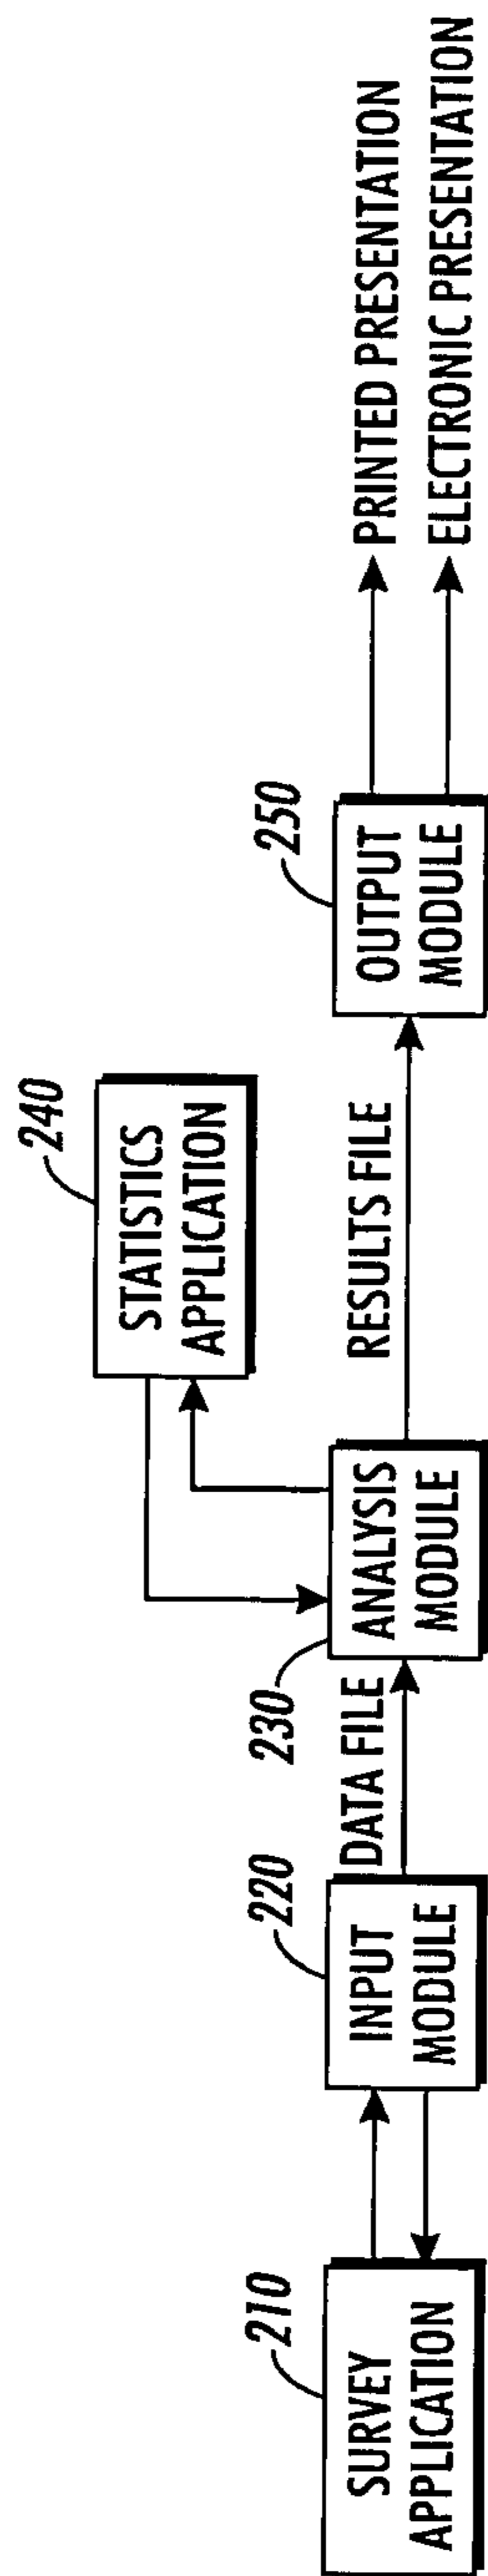 210
SURVEY
APPLICATION
220
INPUT
MODULE
DATA FILE
230
ANALYSIS
MODULE
240
STATISTICS
APPLICATION
RESULTS FILE
250
OUTPUT
MODULE
PRINTED PRESENTATION
ELECTRONIC PRESENTATION